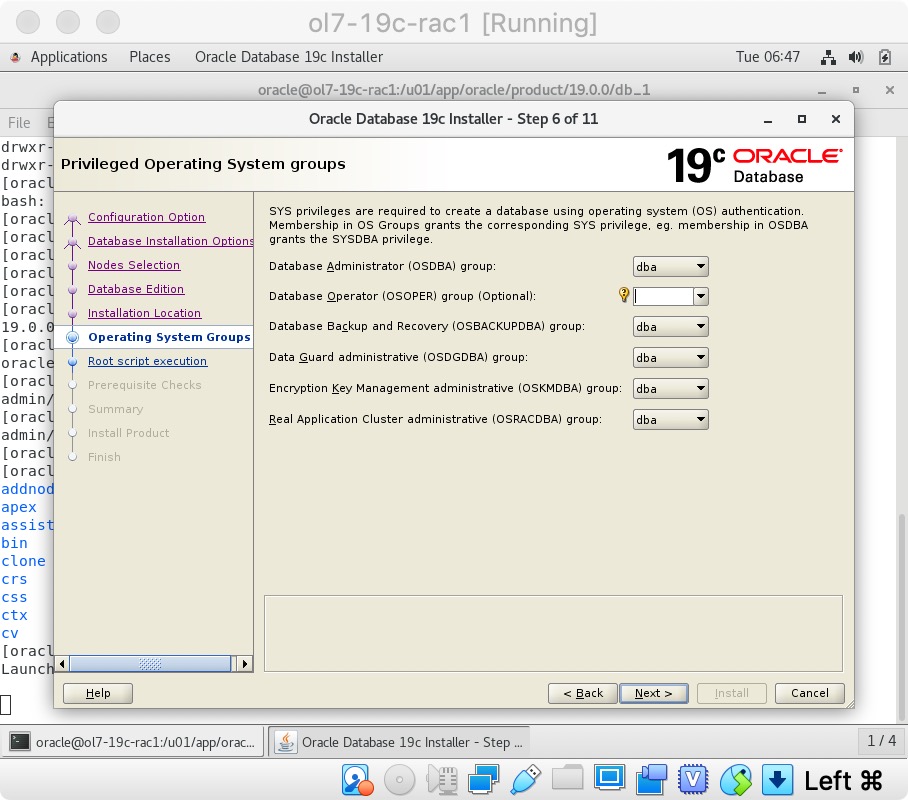 ol7-19c-rac1 [Running]
Applications Places Oracle Database 19c Installer Tue 06:47
oracle@ol7-19c-rac1:/u01/app/oracle/product/19.0.0/db_1
File E
Oracle Database 19c Installer - Step 6 of 11
Privileged Operating System groups
19c ORACLE
Database
drwxr-
drwxr-
[oracl
bash:
[oracl
[oracl
[oracl
[oracl
[oracl
[oracl
19.0.0
[oracl
oracle
[oracl
admin/
[oracl
admin/
[oracl
[oracl
addnod
apex
assist
bin
clone
crs
css
ctx
cv
[oracl
Launch
Configuration Option
Database Installation Options
Nodes Selection
Database Edition
Installation Location
Operating System Groups
Root script execution
Prerequisite Checks
Summary
Install Product
Finish
SYS privileges are required to create a database using operating system (OS) authentication.
Membership in OS Groups grants the corresponding SYS privilege, eg. membership in OSDBA
grants the SYSDBA privilege.
Database Administrator (OSDBA) group: dba
Database Operator (OSOPER) group (Optional):
Database Backup and Recovery (OSBACKUPDBA) group: dba
Data Guard administrative (OSDGDBA) group: dba
Encryption Key Management administrative (OSKMDBA) group: dba
Real Application Cluster administrative (OSRACDBA) group: dba
Help < Back Next > Install Cancel
oracle@ol7-19c-rac1:/u01/app/orac... Oracle Database 19c Installer - Step ... 1 / 4
Left ⌘